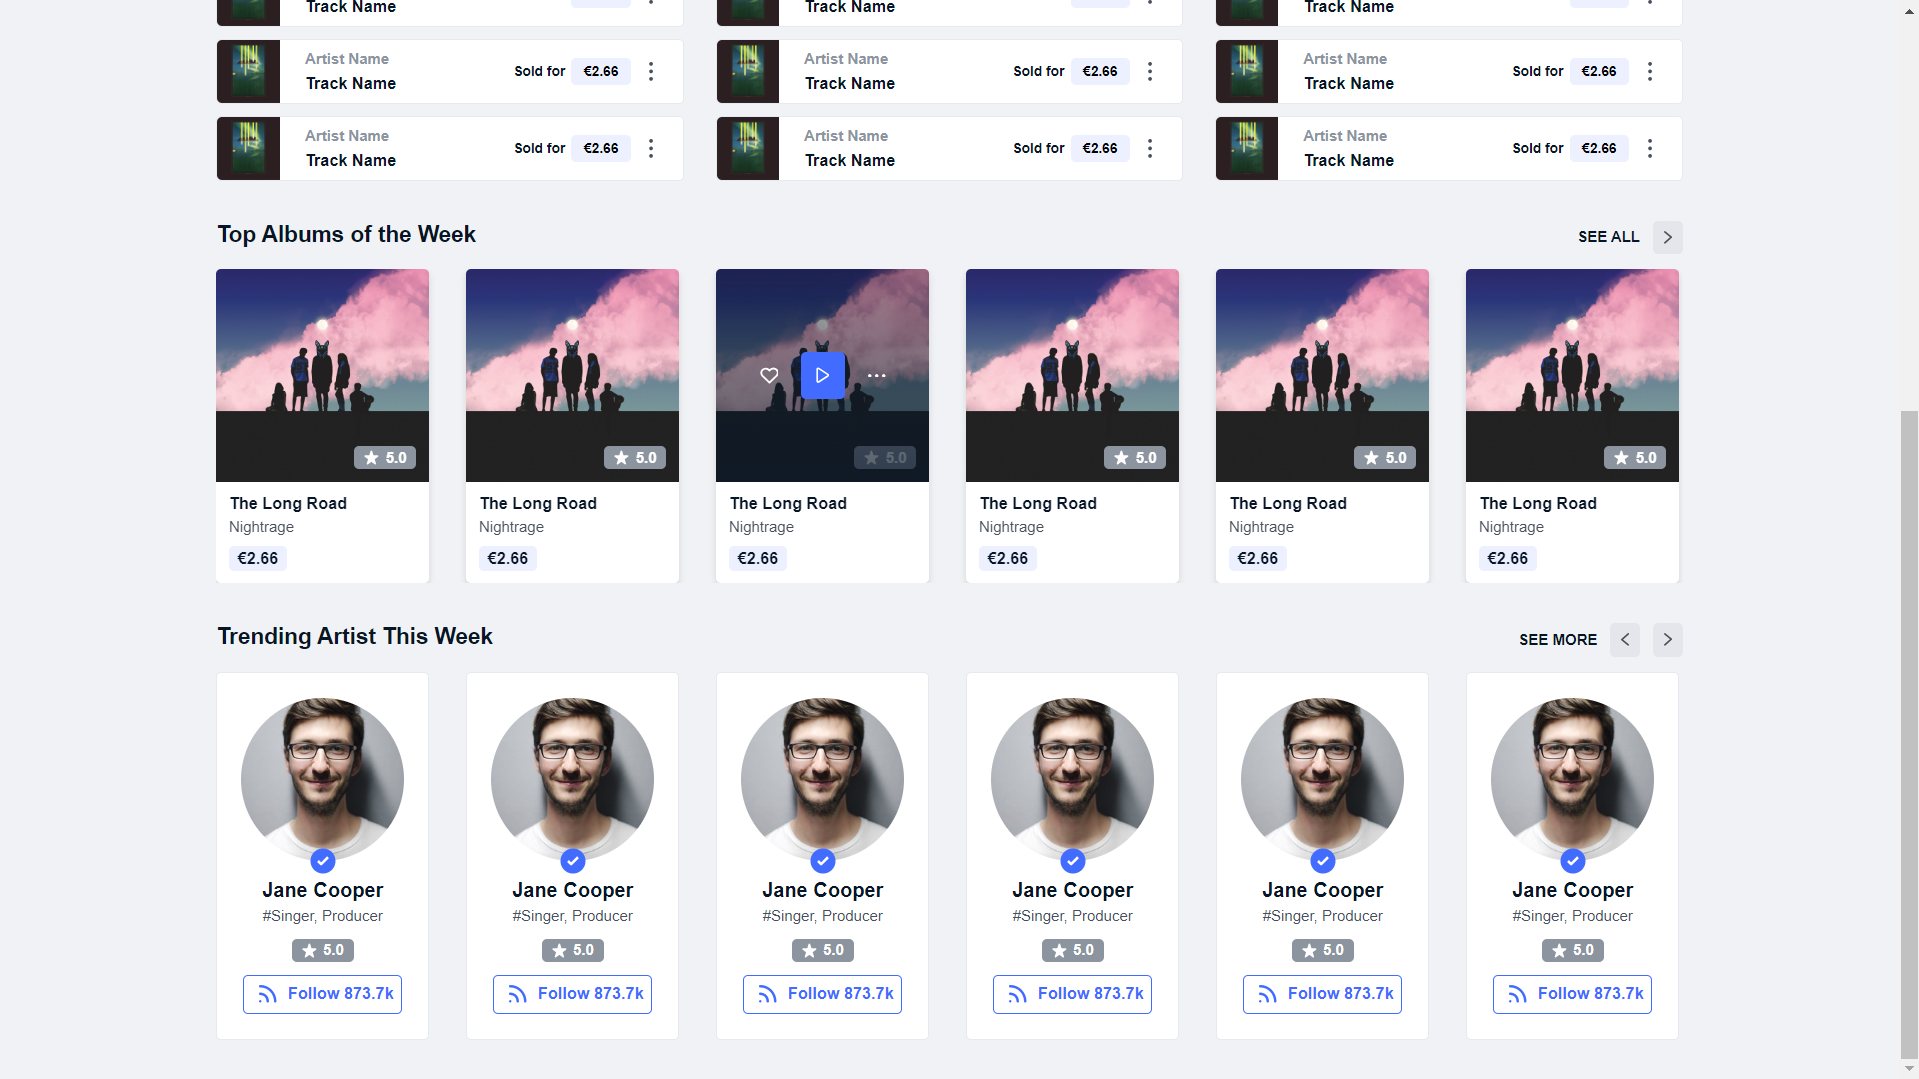 Track Name
Track Name
Track Name
Artist Name
Track Name
Sold for €2.66
Artist Name
Track Name
Sold for €2.66
Artist Name
Track Name
Sold for €2.66
Artist Name
Track Name
Sold for €2.66
Artist Name
Track Name
Sold for €2.66
Artist Name
Track Name
Sold for €2.66
Top Albums of the Week
SEE ALL
5.0
The Long Road
Nightrage
€2.66
5.0
The Long Road
Nightrage
€2.66
5.0
The Long Road
Nightrage
€2.66
5.0
The Long Road
Nightrage
€2.66
5.0
The Long Road
Nightrage
€2.66
5.0
The Long Road
Nightrage
€2.66
Trending Artist This Week
SEE MORE
Jane Cooper
#Singer, Producer
5.0
Follow 873.7k
Jane Cooper
#Singer, Producer
5.0
Follow 873.7k
Jane Cooper
#Singer, Producer
5.0
Follow 873.7k
Jane Cooper
#Singer, Producer
5.0
Follow 873.7k
Jane Cooper
#Singer, Producer
5.0
Follow 873.7k
Jane Cooper
#Singer, Producer
5.0
Follow 873.7k